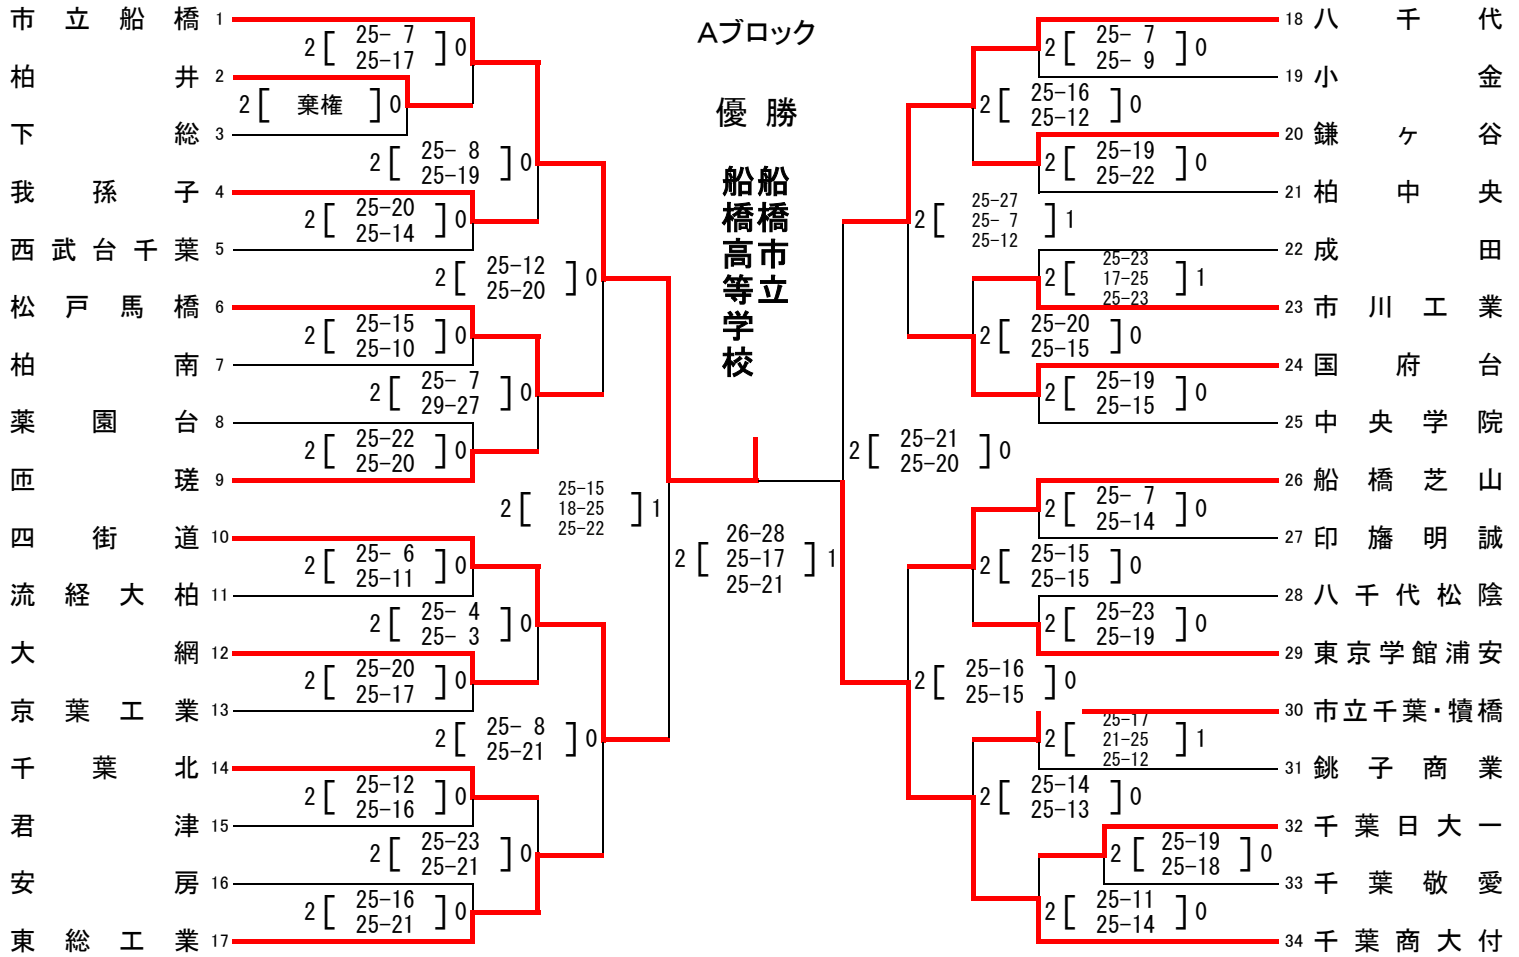 Aブロック
優勝
船橋市立
船橋高等学校
市立船橋 1
2 [ 25- 7 ] 0
25-17
柏井 2
2 [ 棄権 ] 0
下総 3
2 [ 25- 8 ] 0
25-19
我孫子 4
2 [ 25-20 ] 0
25-14
西武台千葉 5
2 [ 25-12 ] 0
25-20
松戸馬橋 6
2 [ 25-15 ] 0
25-10
柏南 7
2 [ 25- 7 ] 0
29-27
薬園台 8
2 [ 25-22 ] 0
25-20
匝瑳 9
2 [ 25-15 ] 1
18-25
25-22
四街道 10
2 [ 25- 6 ] 0
25-11
流経大柏 11
2 [ 25- 4 ] 0
25- 3
大網 12
2 [ 25-20 ] 0
25-17
京葉工業 13
2 [ 25- 8 ] 0
25-21
千葉北 14
2 [ 25-12 ] 0
25-16
君津 15
2 [ 25-23 ] 0
25-21
安房 16
2 [ 25-16 ] 0
25-21
東総工業 17
2 [ 26-28 ] 1
25-17
25-21
18 八千代
2 [ 25- 7 ] 0
25- 9
19 小金
2 [ 25-16 ] 0
25-12
20 鎌ヶ谷
2 [ 25-19 ] 0
25-22
21 柏中央
2 [ 25-27 ] 1
25- 7
25-12
22 成田
2 [ 25-23 ] 1
17-25
25-23
23 市川工業
2 [ 25-20 ] 0
25-15
24 国府台
2 [ 25-19 ] 0
25-15
25 中央学院
2 [ 25-21 ] 0
25-20
26 船橋芝山
2 [ 25- 7 ] 0
25-14
27 印旛明誠
2 [ 25-15 ] 0
25-15
28 八千代松陰
2 [ 25-23 ] 0
25-19
29 東京学館浦安
2 [ 25-16 ] 0
25-15
30 市立千葉・犢橋
2 [ 25-17 ] 1
21-25
25-12
31 銚子商業
2 [ 25-14 ] 0
25-13
32 千葉日大一
2 [ 25-19 ] 0
25-18
33 千葉敬愛
2 [ 25-11 ] 0
25-14
34 千葉商大付